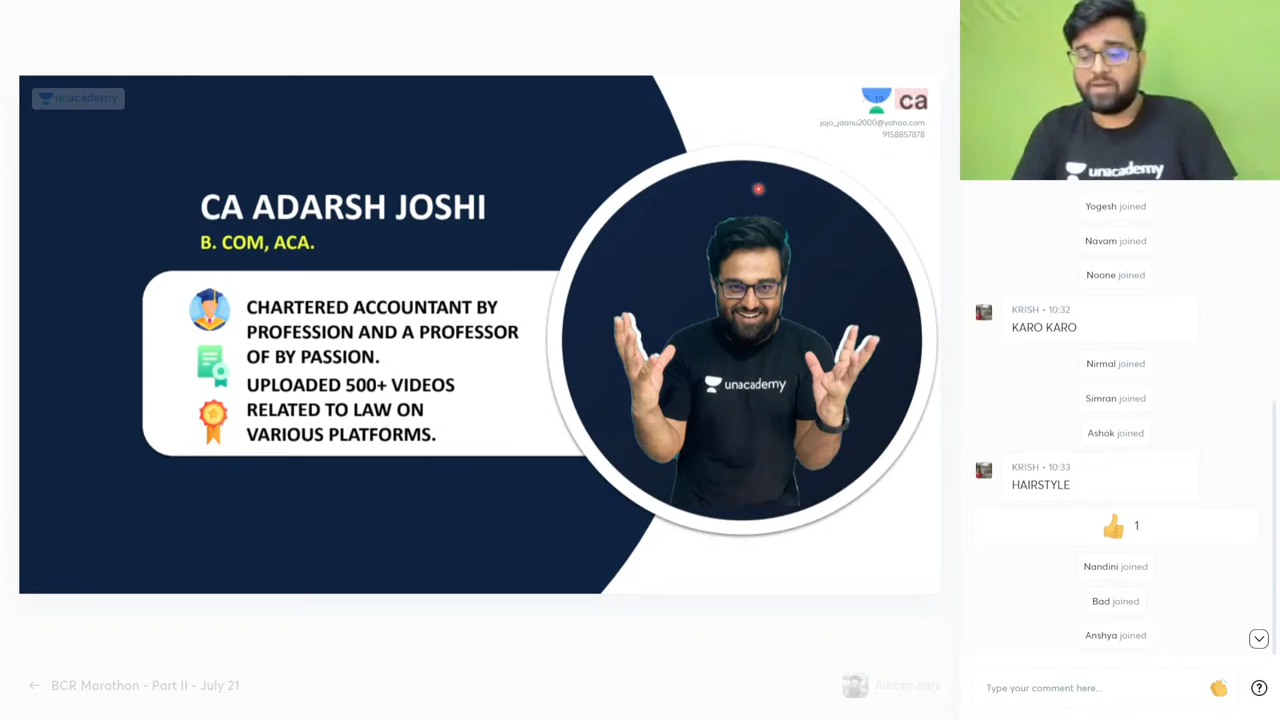 unacademy
ca
jojo_jaanu2000@yahoo.com
9158857878
CA ADARSH JOSHI
B. COM, ACA.
CHARTERED ACCOUNTANT BY
PROFESSION AND A PROFESSOR
OF BY PASSION.
UPLOADED 500+ VIDEOS
RELATED TO LAW ON
VARIOUS PLATFORMS.
unacademy
BCR Marathon - Part II - July 21
Adarsh Joshi
unacademy
Yogesh joined
Navam joined
Noone joined
KRISH • 10:32
KARO KARO
Nirmal joined
Simran joined
Ashok joined
KRISH • 10:33
HAIRSTYLE
1
Nandini joined
Bad joined
Anshya joined
Type your comment here...